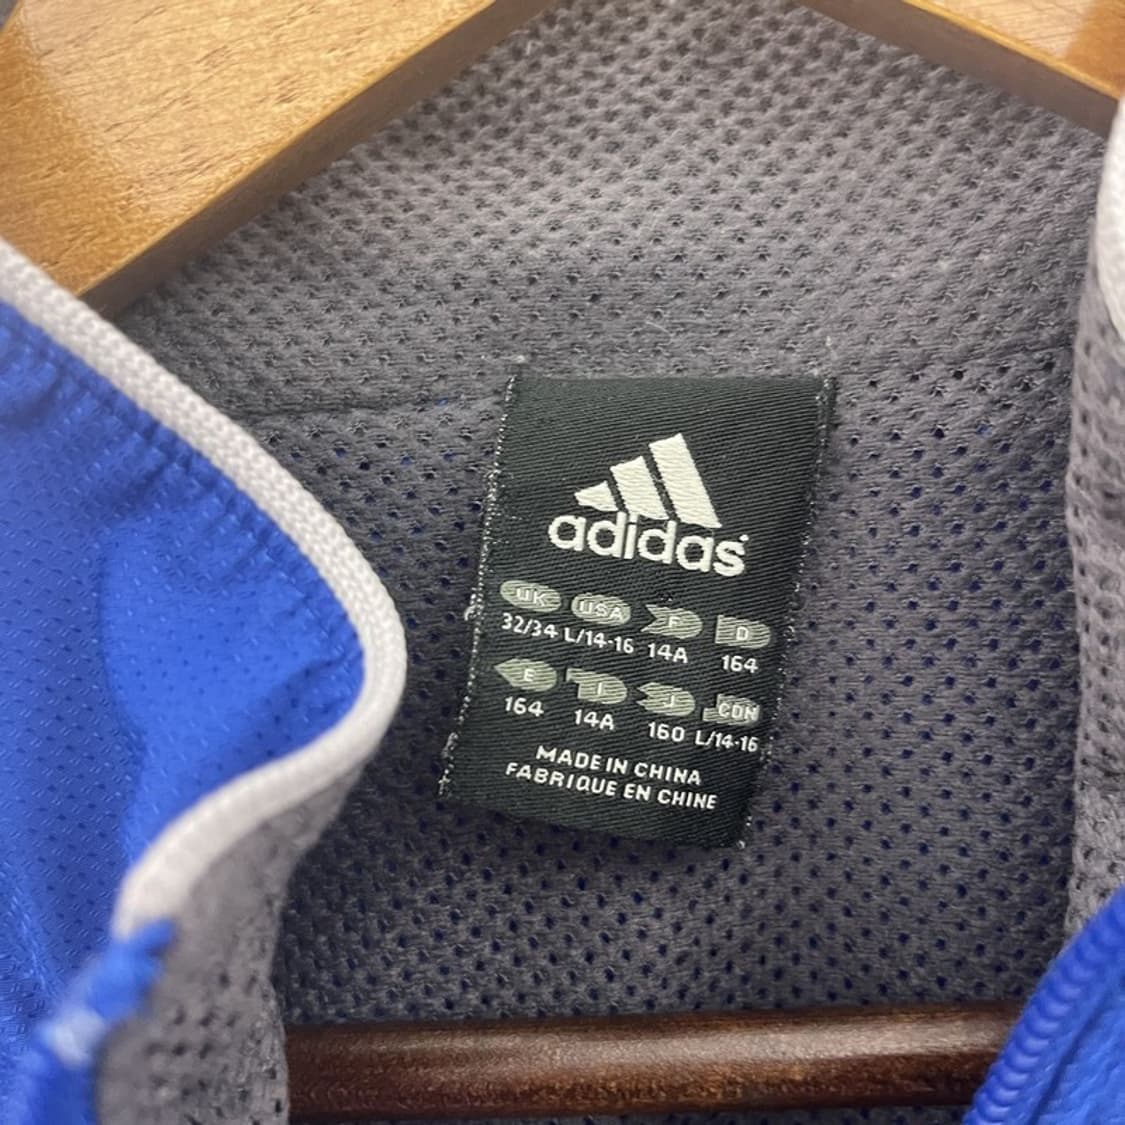 adidas
UK USA F D
32/34 L/14-16 14A 164
E I J CDN
164 14A 160 L/14-16
MADE IN CHINA
FABRIQUE EN CHINE